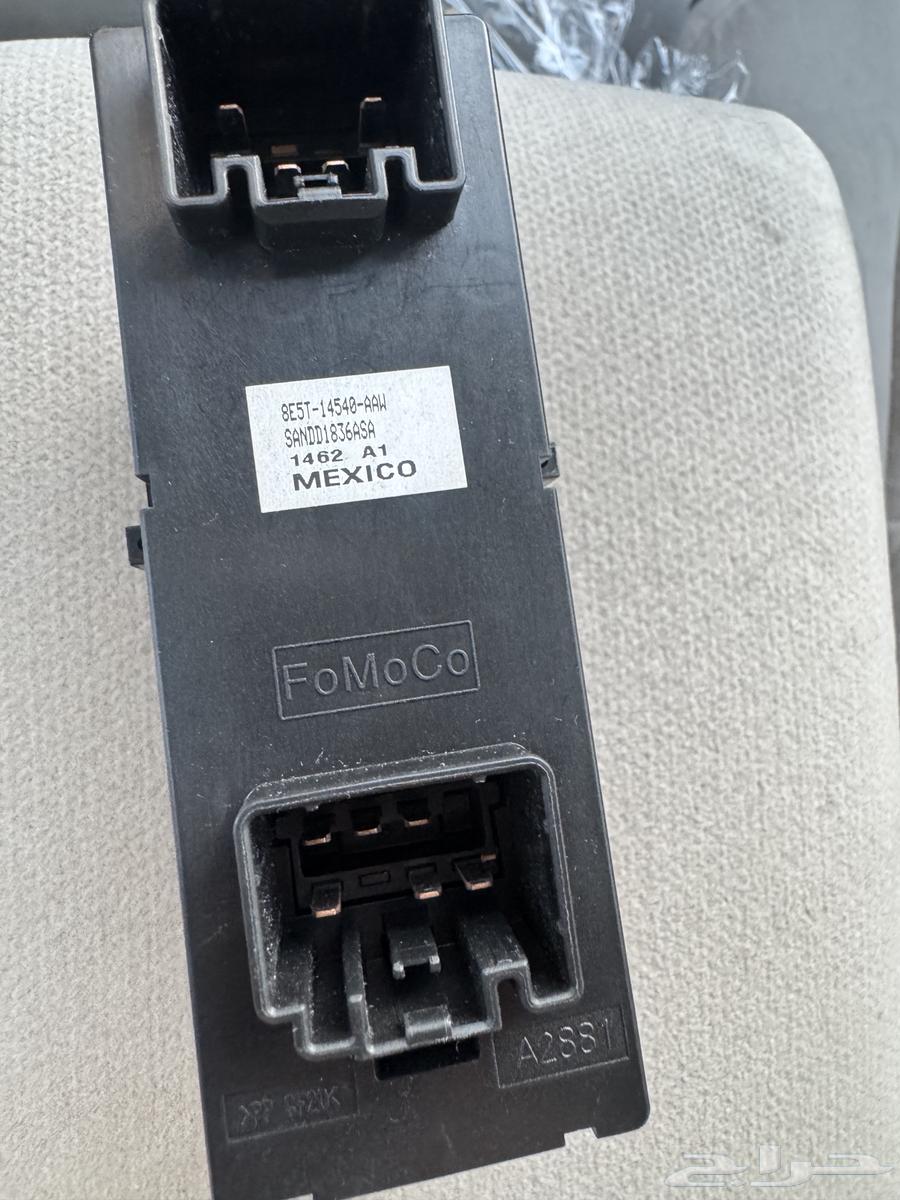 8E5T-14540-AAW
SANDD1836ASA
1462 A1
MEXICO
FoMoCo
A2881
حراج